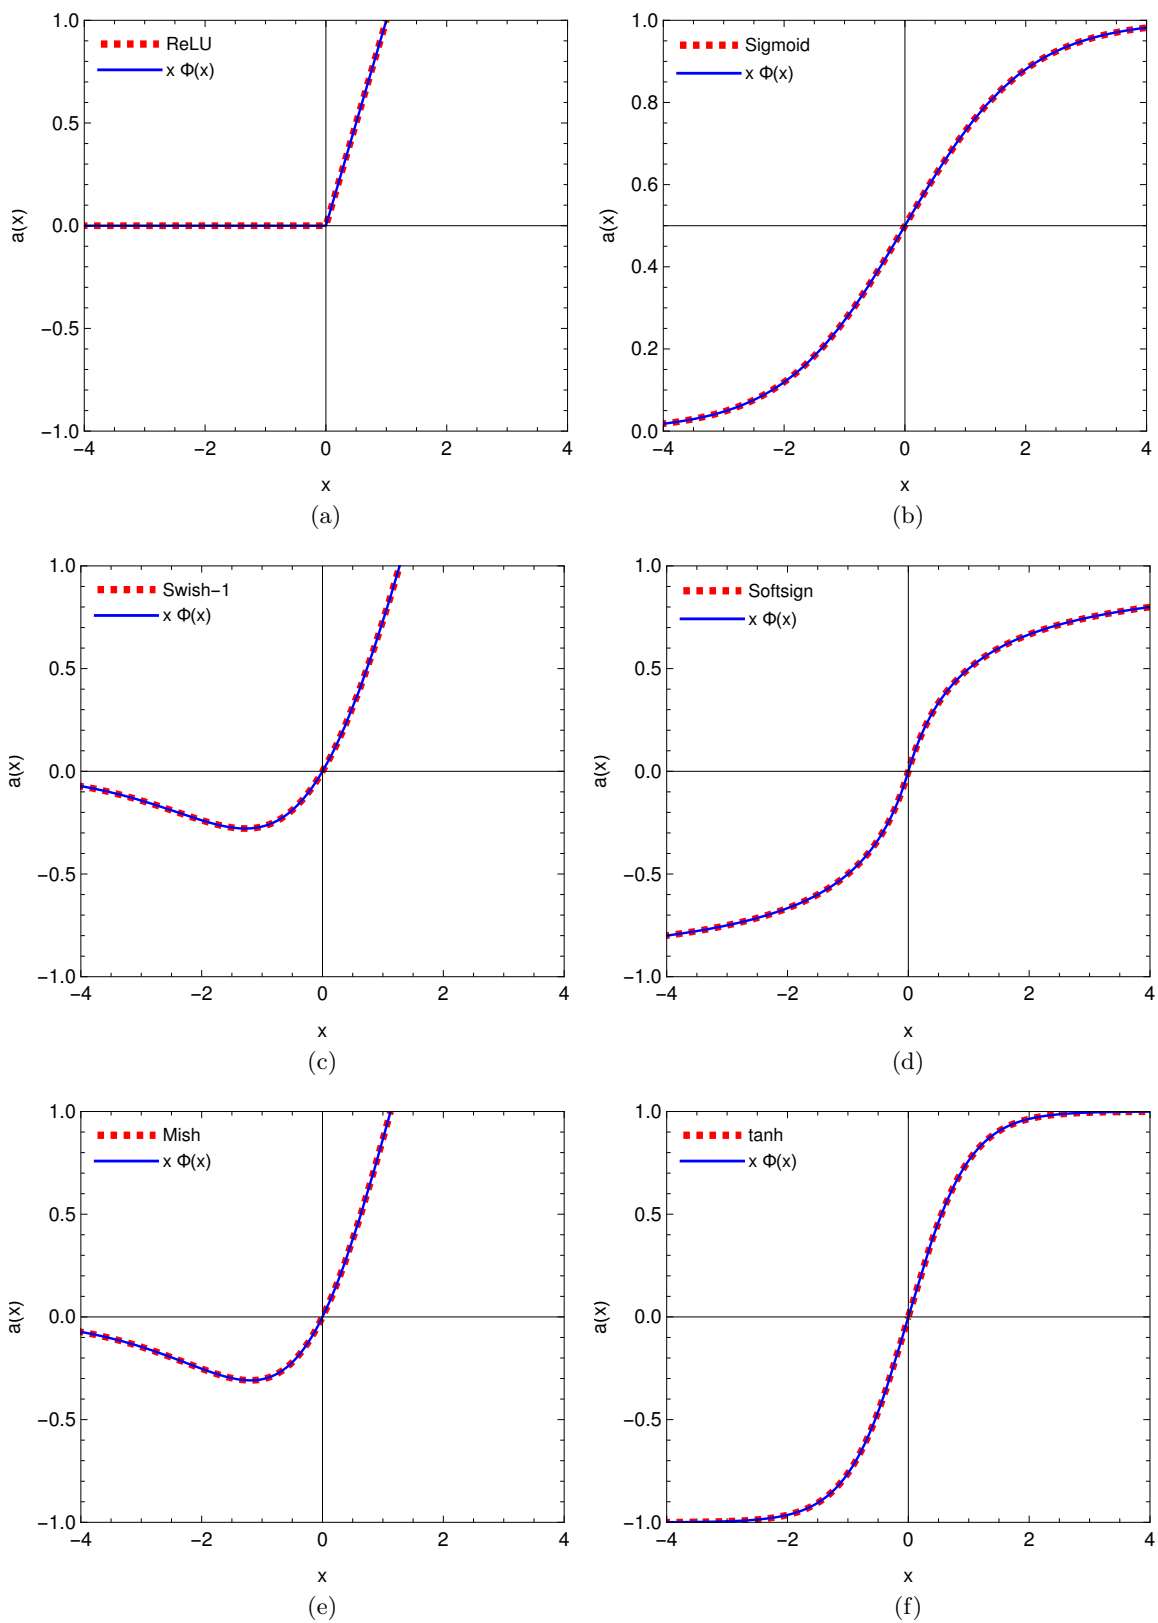 1.0
ReLU
x Φ(x)
0.5
a(x)
0.0
−0.5
−1.0
−4
−2
0
2
4
x
(a)
1.0
Sigmoid
x Φ(x)
0.8
0.6
a(x)
0.4
0.2
0.0
−4
−2
0
2
4
x
(b)
1.0
Swish−1
x Φ(x)
0.5
a(x)
0.0
−0.5
−1.0
−4
−2
0
2
4
x
(c)
1.0
Softsign
x Φ(x)
0.5
a(x)
0.0
−0.5
−1.0
−4
−2
0
2
4
x
(d)
1.0
Mish
x Φ(x)
0.5
a(x)
0.0
−0.5
−1.0
−4
−2
0
2
4
x
(e)
1.0
tanh
x Φ(x)
0.5
a(x)
0.0
−0.5
−1.0
−4
−2
0
2
4
x
(f)